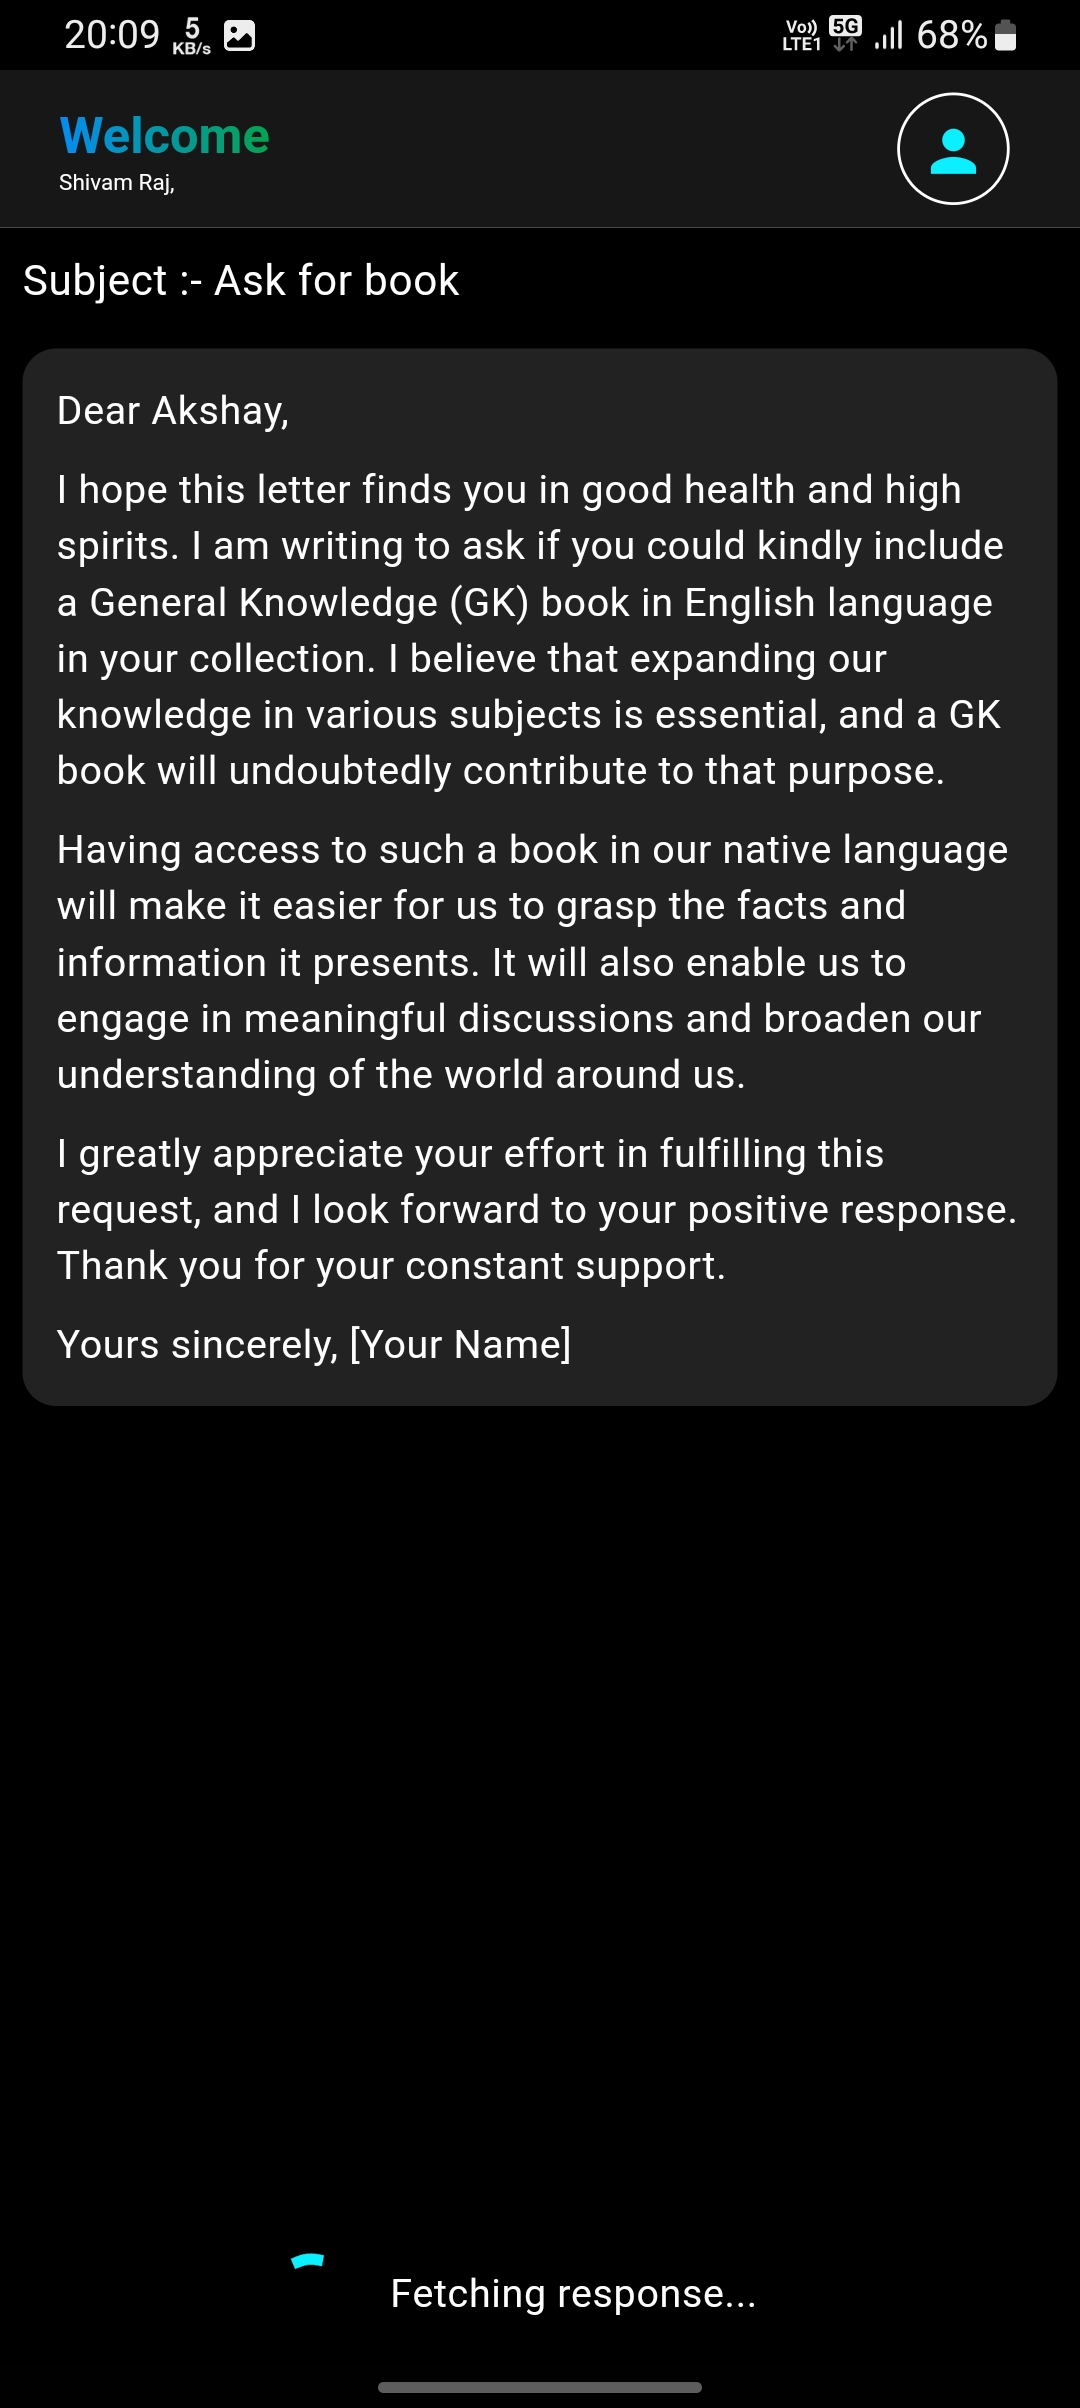 20:09 5 KB/s Vo)) LTE1 5G 68%
Welcome
Shivam Raj,
Subject :- Ask for book
Dear Akshay,
I hope this letter finds you in good health and high
spirits. I am writing to ask if you could kindly include
a General Knowledge (GK) book in English language
in your collection. I believe that expanding our
knowledge in various subjects is essential, and a GK
book will undoubtedly contribute to that purpose.
Having access to such a book in our native language
will make it easier for us to grasp the facts and
information it presents. It will also enable us to
engage in meaningful discussions and broaden our
understanding of the world around us.
I greatly appreciate your effort in fulfilling this
request, and I look forward to your positive response.
Thank you for your constant support.
Yours sincerely, [Your Name]
Fetching response...